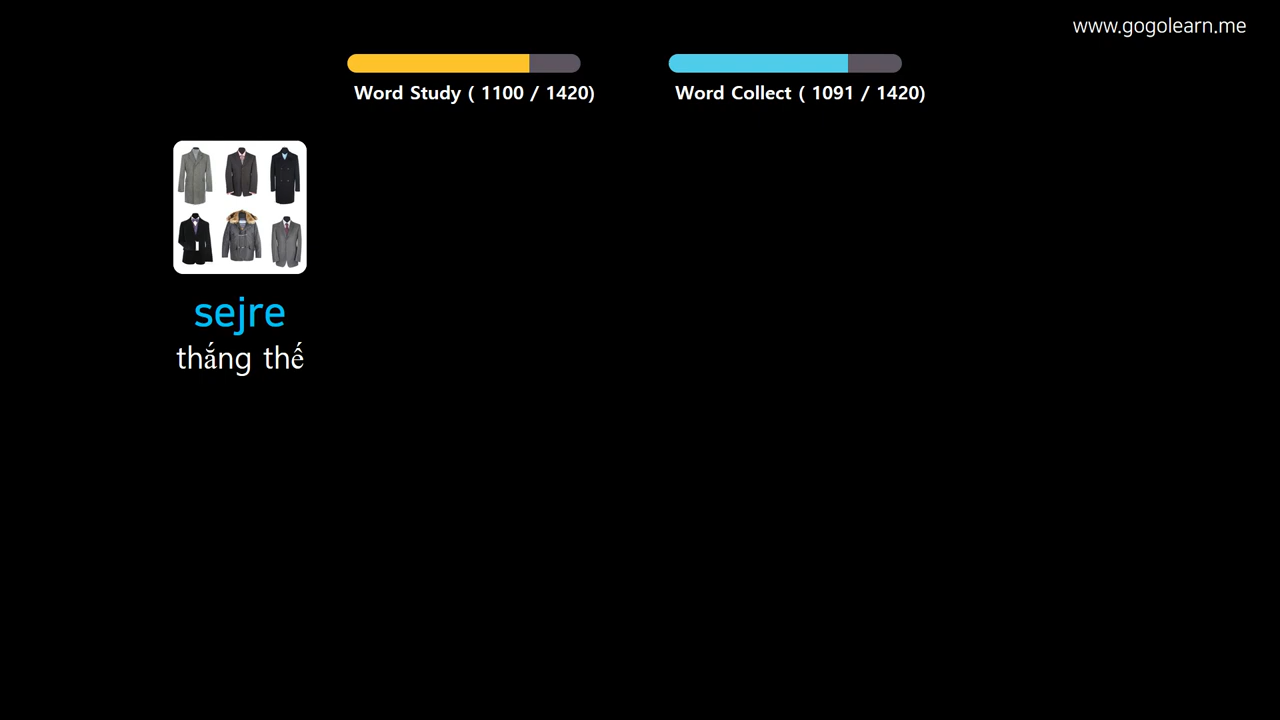 www.gogolearn.me
Word Study ( 1100 / 1420)
Word Collect ( 1091 / 1420)
sejre
thắng thế